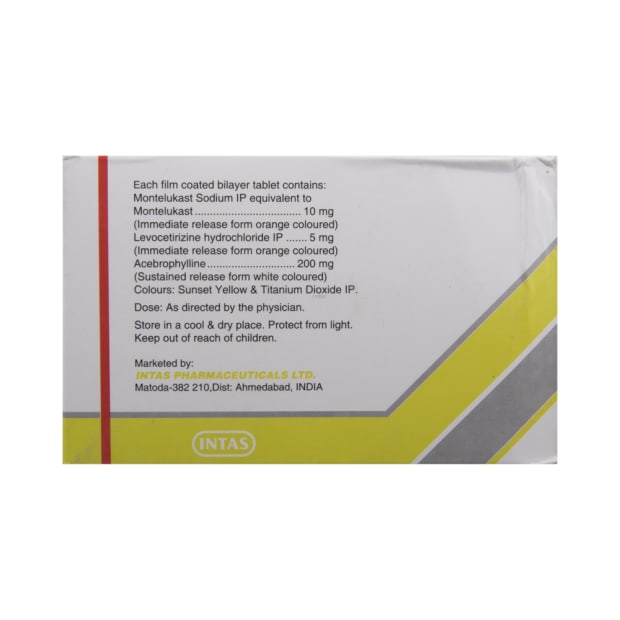 Each film coated bilayer tablet contains:
Montelukast Sodium IP equivalent to
Montelukast ................................... 10 mg
(Immediate release form orange coloured)
Levocetirizine hydrochloride IP ....... 5 mg
(Immediate release form orange coloured)
Acebrophylline ............................. 200 mg
(Sustained release form white coloured)
Colours: Sunset Yellow & Titanium Dioxide IP.
Dose: As directed by the physician.
Store in a cool & dry place. Protect from light.
Keep out of reach of children.
Marketed by:
INTAS PHARMACEUTICALS LTD.
Matoda-382 210,Dist: Ahmedabad, INDIA
INTAS